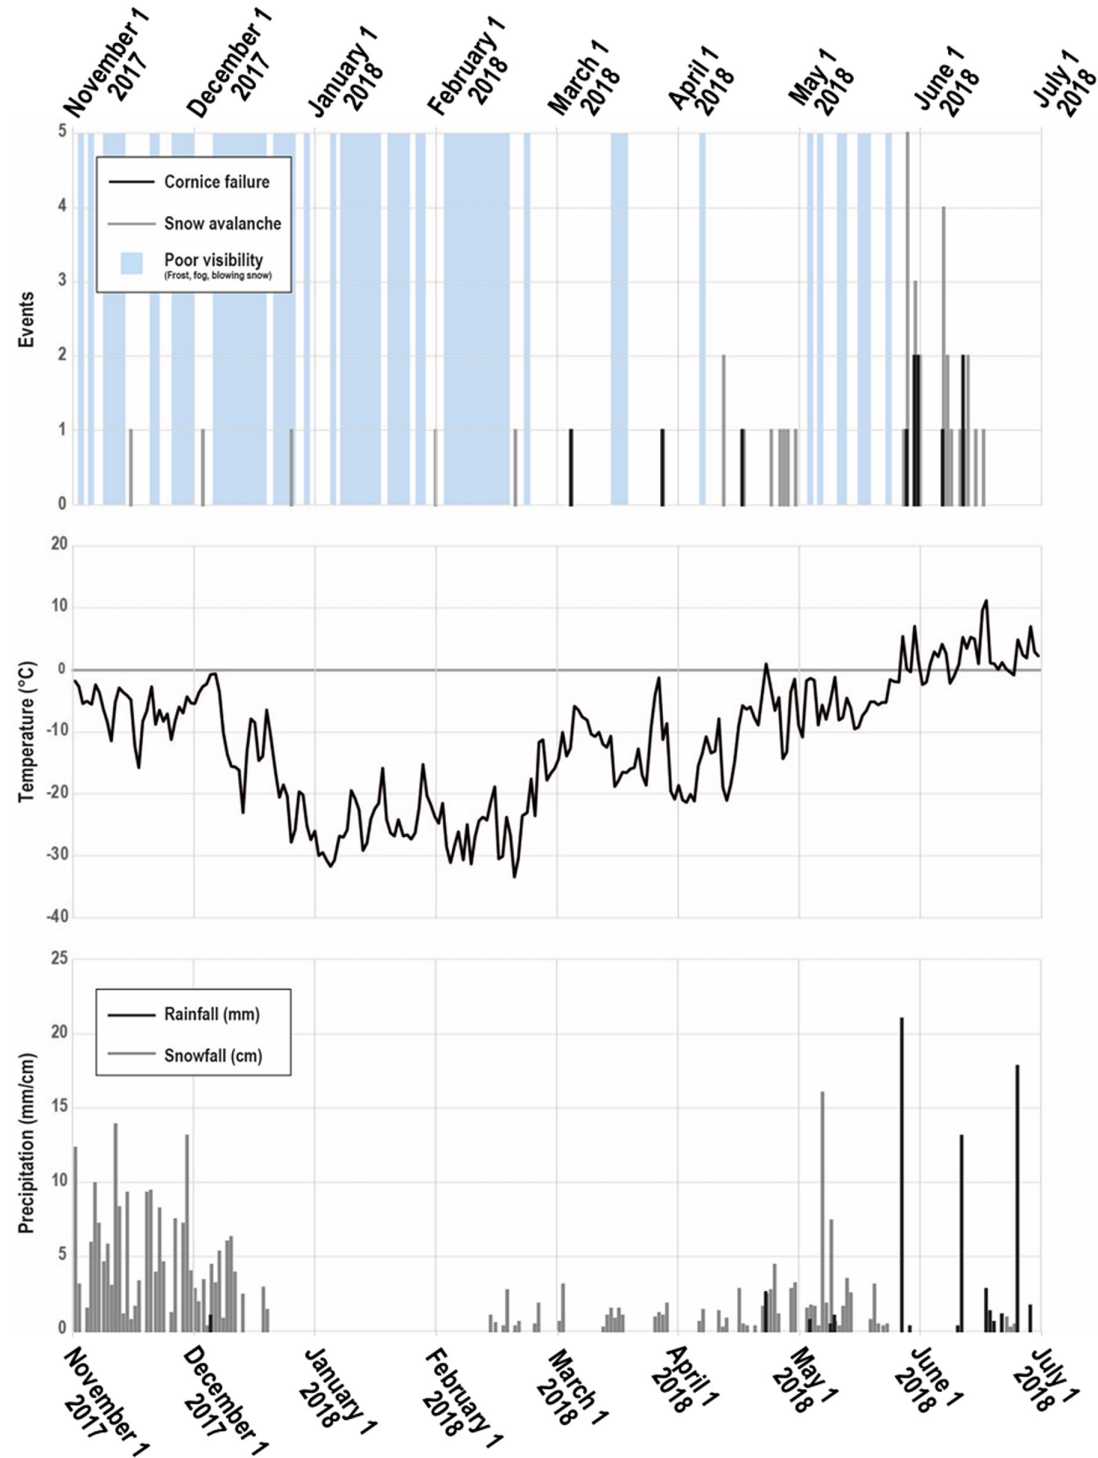 November 1
2017
December 1
2017
January 1
2018
February 1
2018
March 1
2018
April 1
2018
May 1
2018
June 1
2018
July 1
2018
5
4
3
2
1
0
Events
Cornice failure
Snow avalanche
Poor visibility
(Frost, fog, blowing snow)
20
10
0
-10
-20
-30
-40
Temperature (°C)
25
20
15
10
5
0
Precipitation (mm/cm)
Rainfall (mm)
Snowfall (cm)
November 1
2017
December 1
2017
January 1
2018
February 1
2018
March 1
2018
April 1
2018
May 1
2018
June 1
2018
July 1
2018